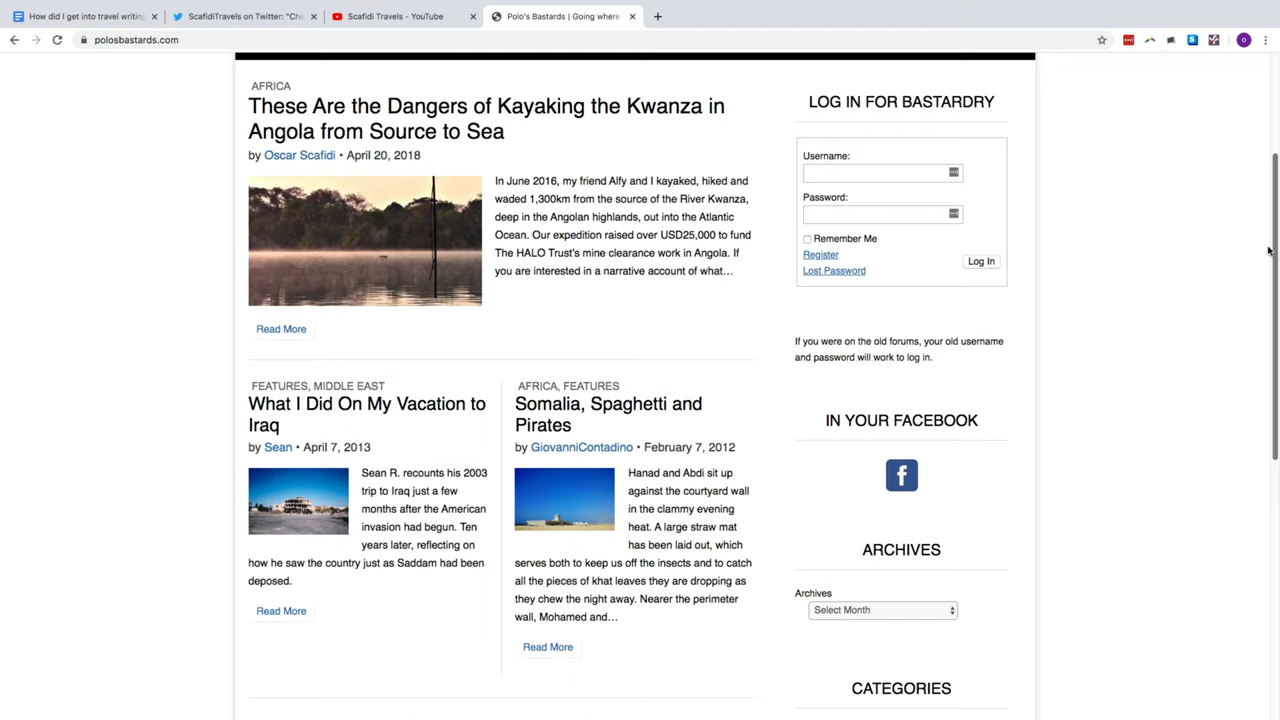 How did I get into travel writing
ScafidiTravels on Twitter: "Che
Scafidi Travels - YouTube
Polo's Bastards | Going where
polosbastards.com
AFRICA
These Are the Dangers of Kayaking the Kwanza in
Angola from Source to Sea
by Oscar Scafidi • April 20, 2018
In June 2016, my friend Alfy and I kayaked, hiked and
waded 1,300km from the source of the River Kwanza,
deep in the Angolan highlands, out into the Atlantic
Ocean. Our expedition raised over USD25,000 to fund
The HALO Trust's mine clearance work in Angola. If
you are interested in a narrative account of what…
Read More
FEATURES, MIDDLE EAST
What I Did On My Vacation to
Iraq
by Sean • April 7, 2013
Sean R. recounts his 2003
trip to Iraq just a few
months after the American
invasion had begun. Ten
years later, reflecting on
how he saw the country just as Saddam had been
deposed.
Read More
AFRICA, FEATURES
Somalia, Spaghetti and
Pirates
by GiovanniContadino • February 7, 2012
Hanad and Abdi sit up
against the courtyard wall
in the clammy evening
heat. A large straw mat
has been laid out, which
serves both to keep us off the insects and to catch
all the pieces of khat leaves they are dropping as
they chew the night away. Nearer the perimeter
wall, Mohamed and…
Read More
LOG IN FOR BASTARDRY
Username:
Password:
Remember Me
Register
Lost Password
Log In
If you were on the old forums, your old username
and password will work to log in.
IN YOUR FACEBOOK
f
ARCHIVES
Archives
Select Month
CATEGORIES